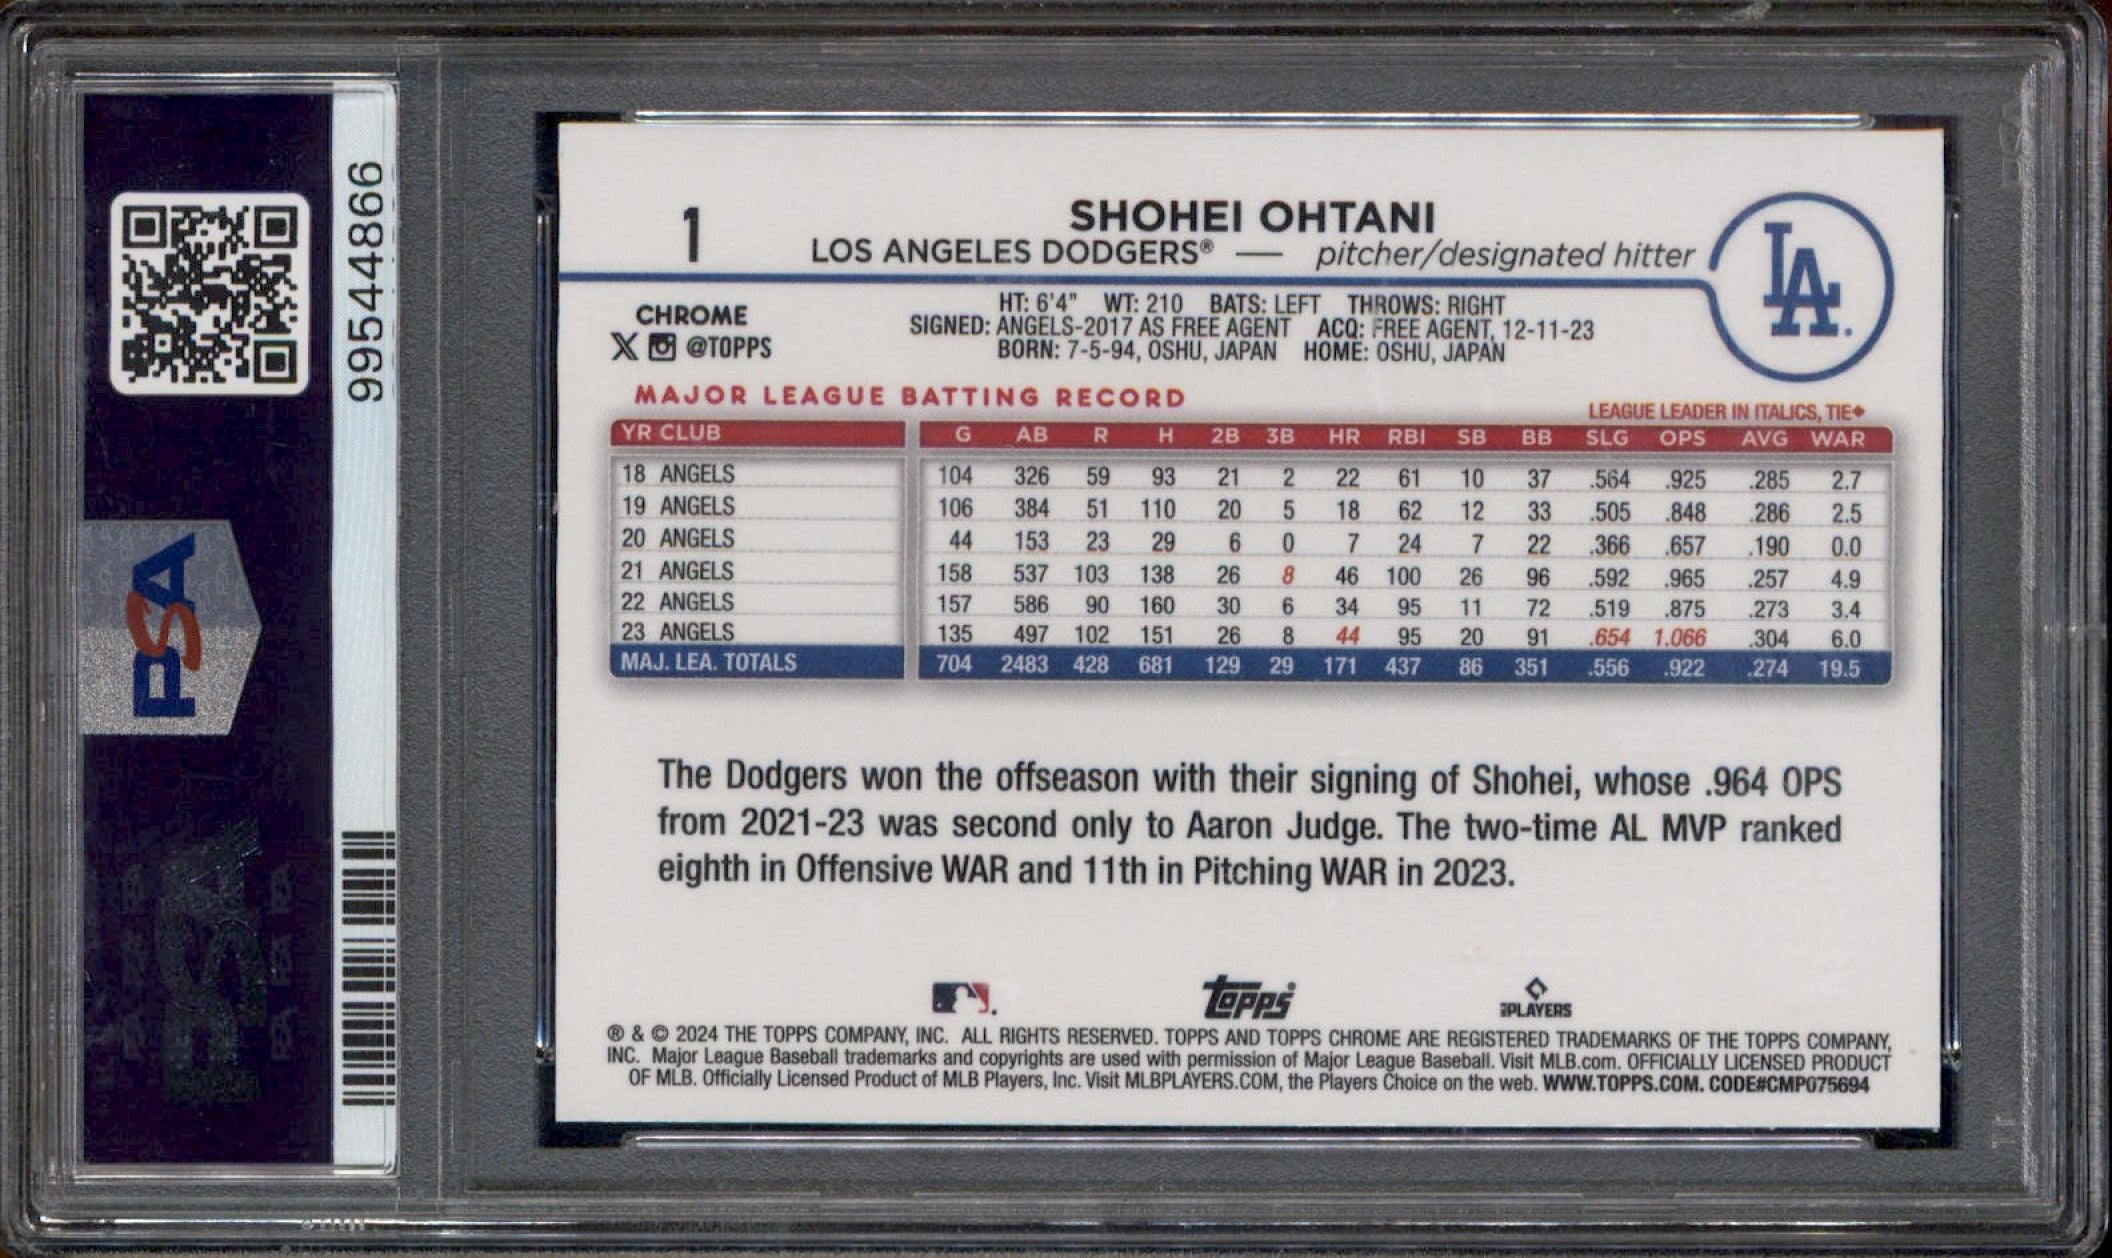 99544866
PSA
1
SHOHEI OHTANI
LOS ANGELES DODGERS® — pitcher/designated hitter
LA
CHROME
X @TOPPS
HT: 6'4" WT: 210 BATS: LEFT THROWS: RIGHT
SIGNED: ANGELS-2017 AS FREE AGENT ACQ: FREE AGENT, 12-11-23
BORN: 7-5-94, OSHU, JAPAN HOME: OSHU, JAPAN
MAJOR LEAGUE BATTING RECORD
LEAGUE LEADER IN ITALICS, TIE◆
YR CLUB G AB R H 2B 3B HR RBI SB BB SLG OPS AVG WAR
18 ANGELS 104 326 59 93 21 2 22 61 10 37 .564 .925 .285 2.7
19 ANGELS 106 384 51 110 20 5 18 62 12 33 .505 .848 .286 2.5
20 ANGELS 44 153 23 29 6 0 7 24 7 22 .366 .657 .190 0.0
21 ANGELS 158 537 103 138 26 8 46 100 26 96 .592 .965 .257 4.9
22 ANGELS 157 586 90 160 30 6 34 95 11 72 .519 .875 .273 3.4
23 ANGELS 135 497 102 151 26 8 44 95 20 91 .654 1.066 .304 6.0
MAJ. LEA. TOTALS 704 2483 428 681 129 29 171 437 86 351 .556 .922 .274 19.5
The Dodgers won the offseason with their signing of Shohei, whose .964 OPS
from 2021-23 was second only to Aaron Judge. The two-time AL MVP ranked
eighth in Offensive WAR and 11th in Pitching WAR in 2023.
Topps
PLAYERS
® & © 2024 THE TOPPS COMPANY, INC. ALL RIGHTS RESERVED. TOPPS AND TOPPS CHROME ARE REGISTERED TRADEMARKS OF THE TOPPS COMPANY,
INC. Major League Baseball trademarks and copyrights are used with permission of Major League Baseball. Visit MLB.com. OFFICIALLY LICENSED PRODUCT
OF MLB. Officially Licensed Product of MLB Players, Inc. Visit MLBPLAYERS.COM, the Players Choice on the web. WWW.TOPPS.COM. CODE#CMP075694